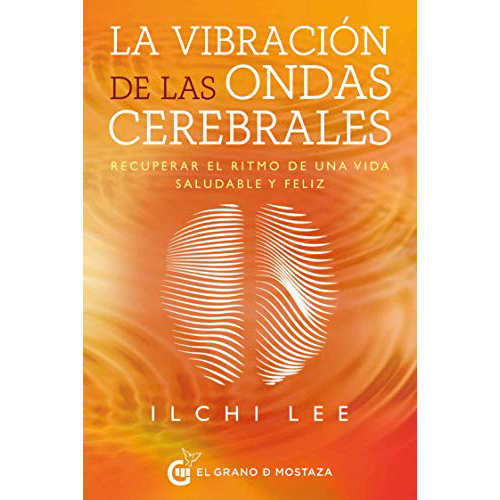 LA VIBRACIÓN
DE LAS ONDAS
CEREBRALES
RECUPERAR EL RITMO DE UNA VIDA
SALUDABLE Y FELIZ
ILCHI LEE
EL GRANO Đ MOSTAZA